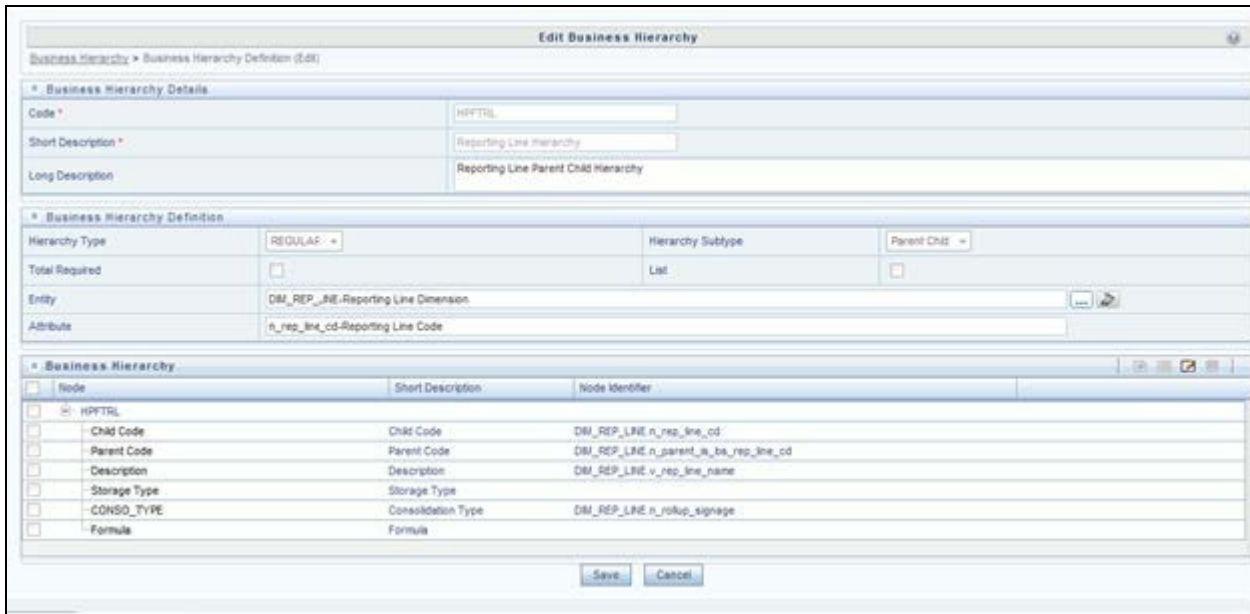 Edit Business Hierarchy
Business Hierarchy > Business Hierarchy Definition (Edit)
Business Hierarchy Details
Code *
HPFTRL
Short Description *
Reporting Line Hierarchy
Long Description
Reporting Line Parent Child Hierarchy
Business Hierarchy Definition
Hierarchy Type
REGULAR
Hierarchy Subtype
Parent Child
Total Required
List
Entity
DIM_REP_LINE-Reporting Line Dimension
...
Attribute
n_rep_line_cd-Reporting Line Code
Business Hierarchy
Node Short Description Node Identifier
HPFTRL
Child Code Child Code DIM_REP_LINE.n_rep_line_cd
Parent Code Parent Code DIM_REP_LINE.n_parent_is_bs_rep_line_cd
Description Description DIM_REP_LINE.v_rep_line_name
Storage Type Storage Type
CONSO_TYPE Consolidation Type DIM_REP_LINE.n_rollup_signage
Formula Formula
Save Cancel